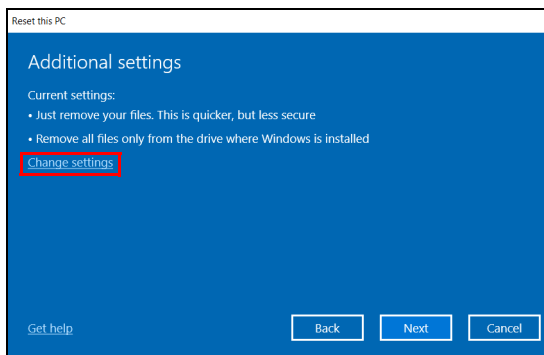 Reset this PC
Additional settings
Current settings:
• Just remove your files. This is quicker, but less secure
• Remove all files only from the drive where Windows is installed
Change settings
Get help
Back
Next
Cancel